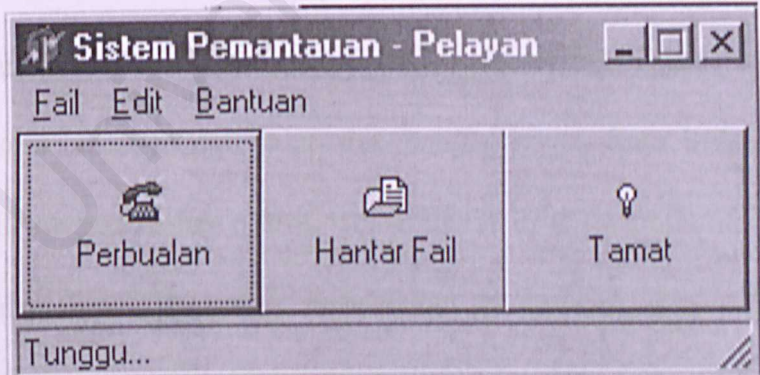 Sistem Pemantauan - Pelayan
Fail Edit Bantuan
Perbualan Hantar Fail Tamat
Tunggu...